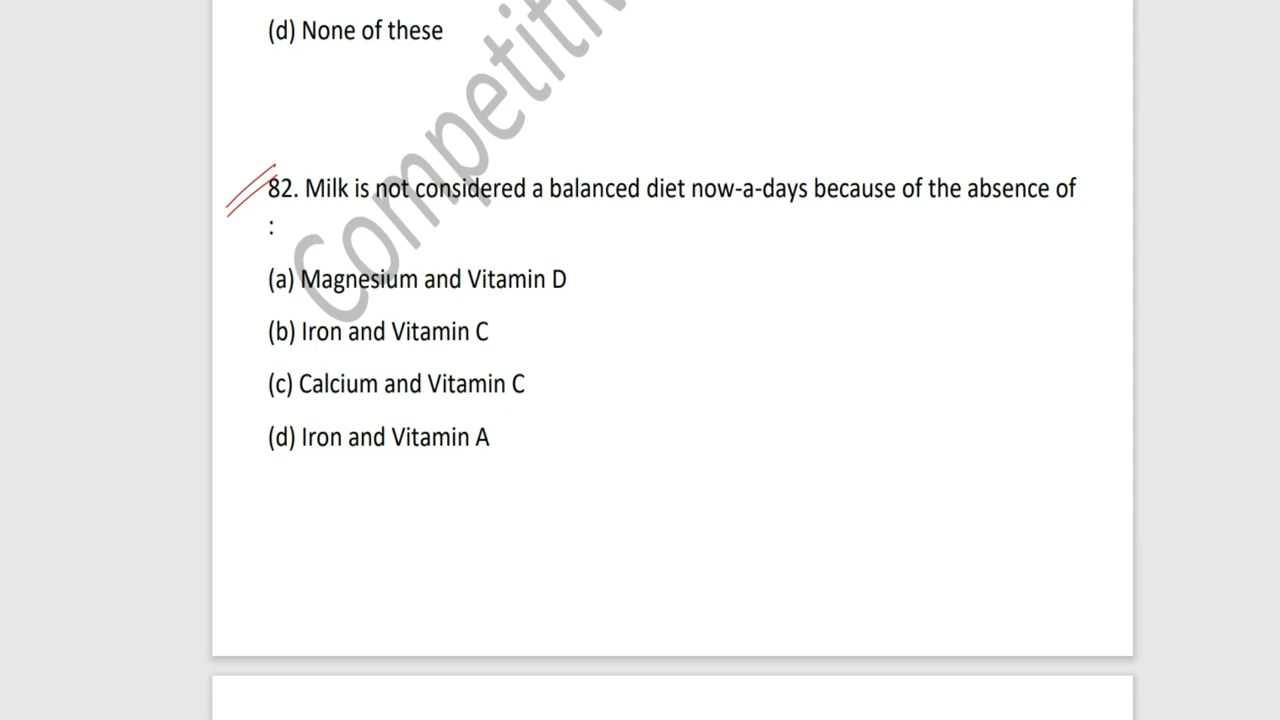 (d) None of these
Competiti
82. Milk is not considered a balanced diet now-a-days because of the absence of
:
(a) Magnesium and Vitamin D
(b) Iron and Vitamin C
(c) Calcium and Vitamin C
(d) Iron and Vitamin A